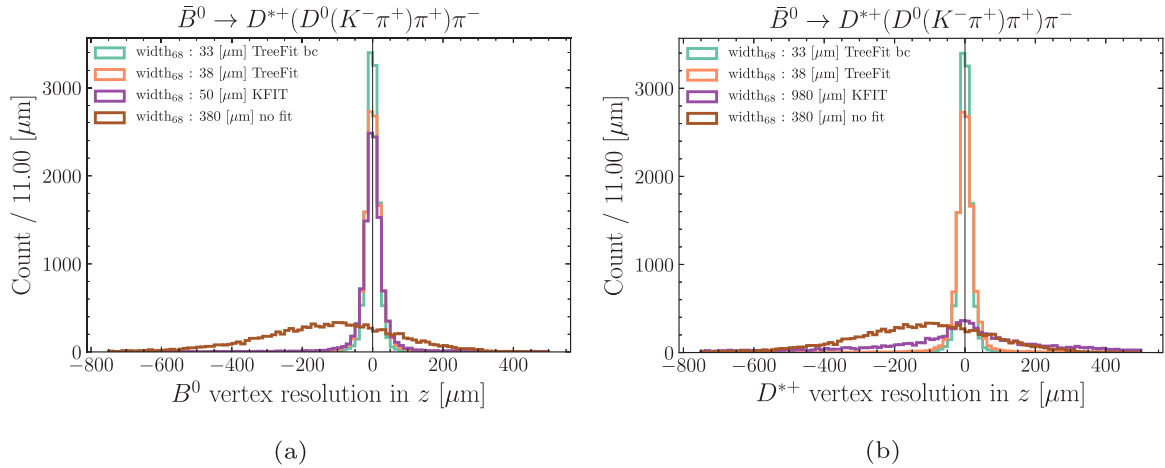 B̄⁰ → D*⁺(D⁰(K⁻π⁺)π⁺)π⁻
width₆₈ : 33 [μm] TreeFit bc
width₆₈ : 38 [μm] TreeFit
width₆₈ : 50 [μm] KFIT
width₆₈ : 380 [μm] no fit
Count / 11.00 [μm]
3000
2000
1000
0
−800 −600 −400 −200 0 200 400
B⁰ vertex resolution in z [μm]
(a)
B̄⁰ → D*⁺(D⁰(K⁻π⁺)π⁺)π⁻
width₆₈ : 33 [μm] TreeFit bc
width₆₈ : 38 [μm] TreeFit
width₆₈ : 980 [μm] KFIT
width₆₈ : 380 [μm] no fit
Count / 11.00 [μm]
3000
2000
1000
0
−800 −600 −400 −200 0 200 400
D*⁺ vertex resolution in z [μm]
(b)